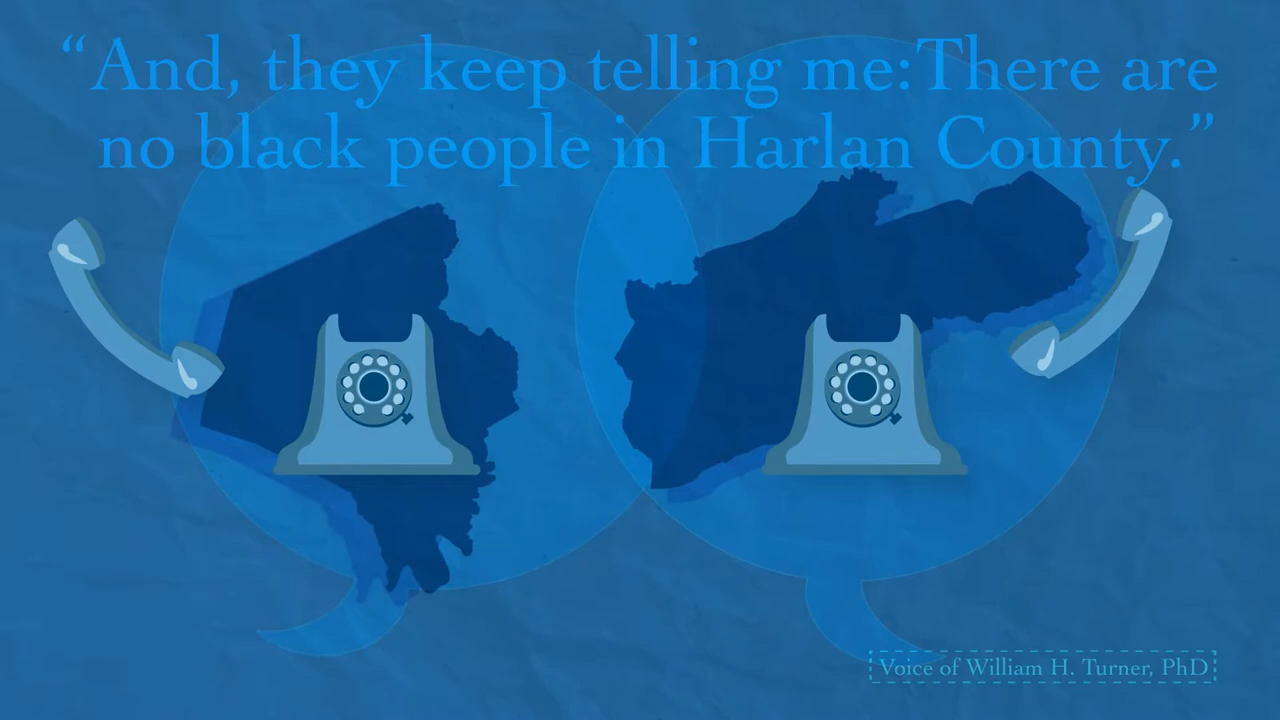 “And, they keep telling me: There are
no black people in Harlan County.”
Voice of William H. Turner, PhD